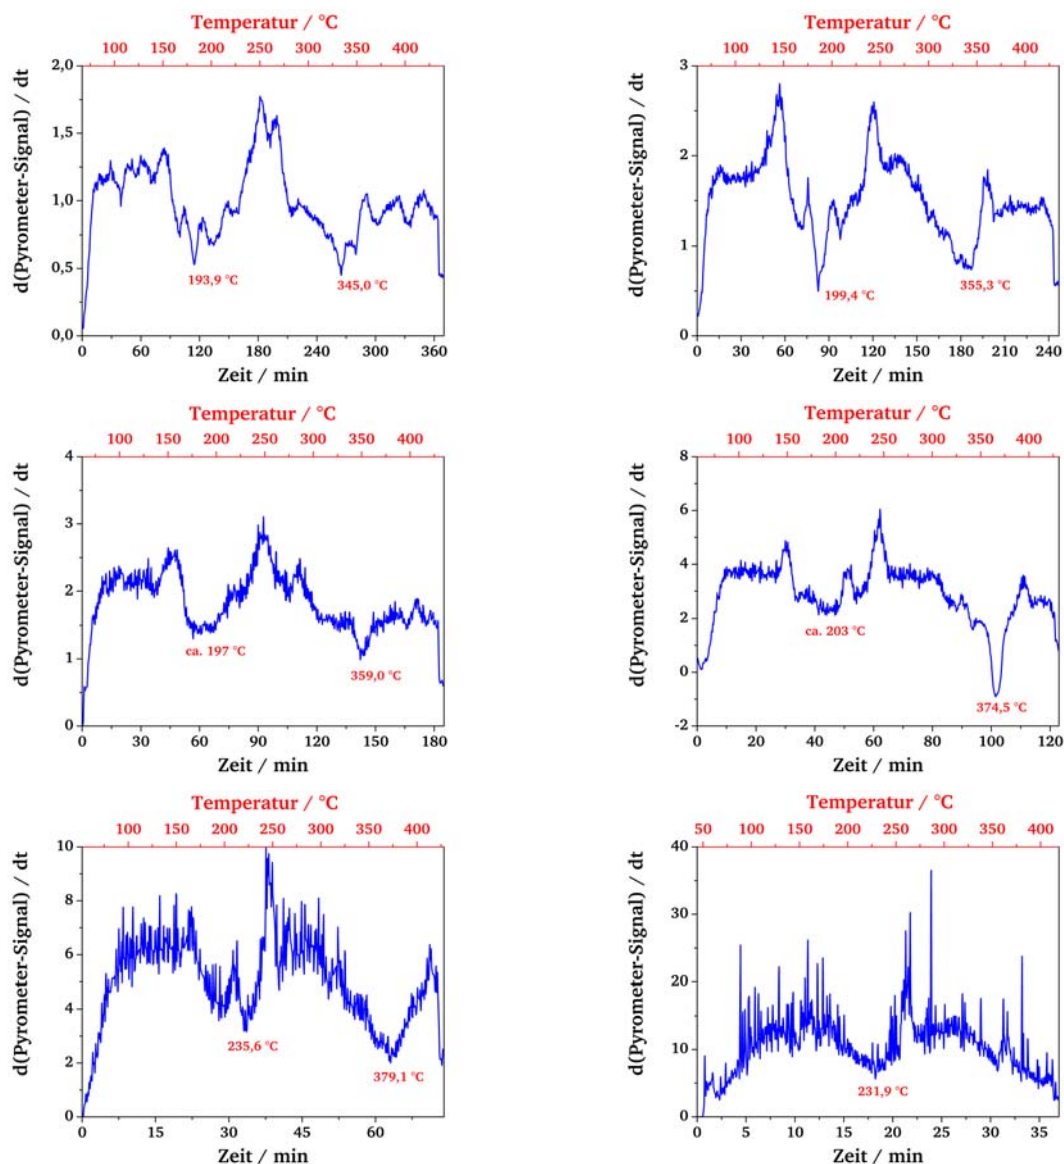 Temperatur / °C
100 150 200 250 300 350 400
2,0
1,5
1,0
0,5
0,0
d(Pyrometer-Signal) / dt
193,9 °C
345,0 °C
0 60 120 180 240 300 360
Zeit / min
Temperatur / °C
100 150 200 250 300 350 400
3
2
1
0
d(Pyrometer-Signal) / dt
199,4 °C
355,3 °C
0 30 60 90 120 150 180 210 240
Zeit / min
Temperatur / °C
100 150 200 250 300 350 400
4
3
2
1
0
d(Pyrometer-Signal) / dt
ca. 197 °C
359,0 °C
0 30 60 90 120 150 180
Zeit / min
Temperatur / °C
100 150 200 250 300 350 400
8
6
4
2
0
-2
d(Pyrometer-Signal) / dt
ca. 203 °C
374,5 °C
0 20 40 60 80 100 120
Zeit / min
Temperatur / °C
100 150 200 250 300 350 400
10
8
6
4
2
0
d(Pyrometer-Signal) / dt
235,6 °C
379,1 °C
0 15 30 45 60
Zeit / min
Temperatur / °C
50 100 150 200 250 300 350 400
40
30
20
10
0
d(Pyrometer-Signal) / dt
231,9 °C
0 5 10 15 20 25 30 35
Zeit / min